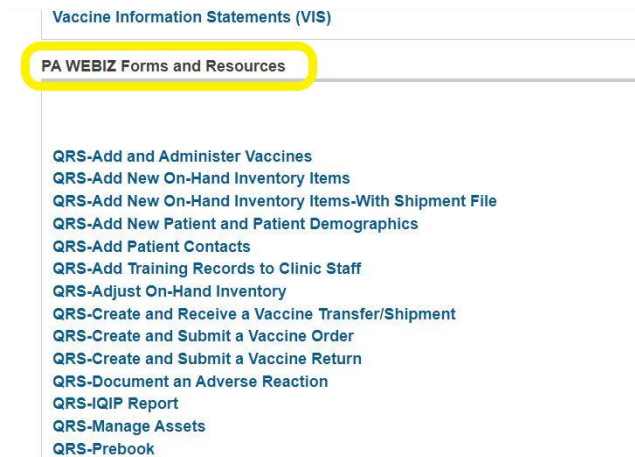 Vaccine Information Statements (VIS)
PA WEBIZ Forms and Resources
QRS-Add and Administer Vaccines
QRS-Add New On-Hand Inventory Items
QRS-Add New On-Hand Inventory Items-With Shipment File
QRS-Add New Patient and Patient Demographics
QRS-Add Patient Contacts
QRS-Add Training Records to Clinic Staff
QRS-Adjust On-Hand Inventory
QRS-Create and Receive a Vaccine Transfer/Shipment
QRS-Create and Submit a Vaccine Order
QRS-Create and Submit a Vaccine Return
QRS-Document an Adverse Reaction
QRS-IQIP Report
QRS-Manage Assets
QRS-Prebook